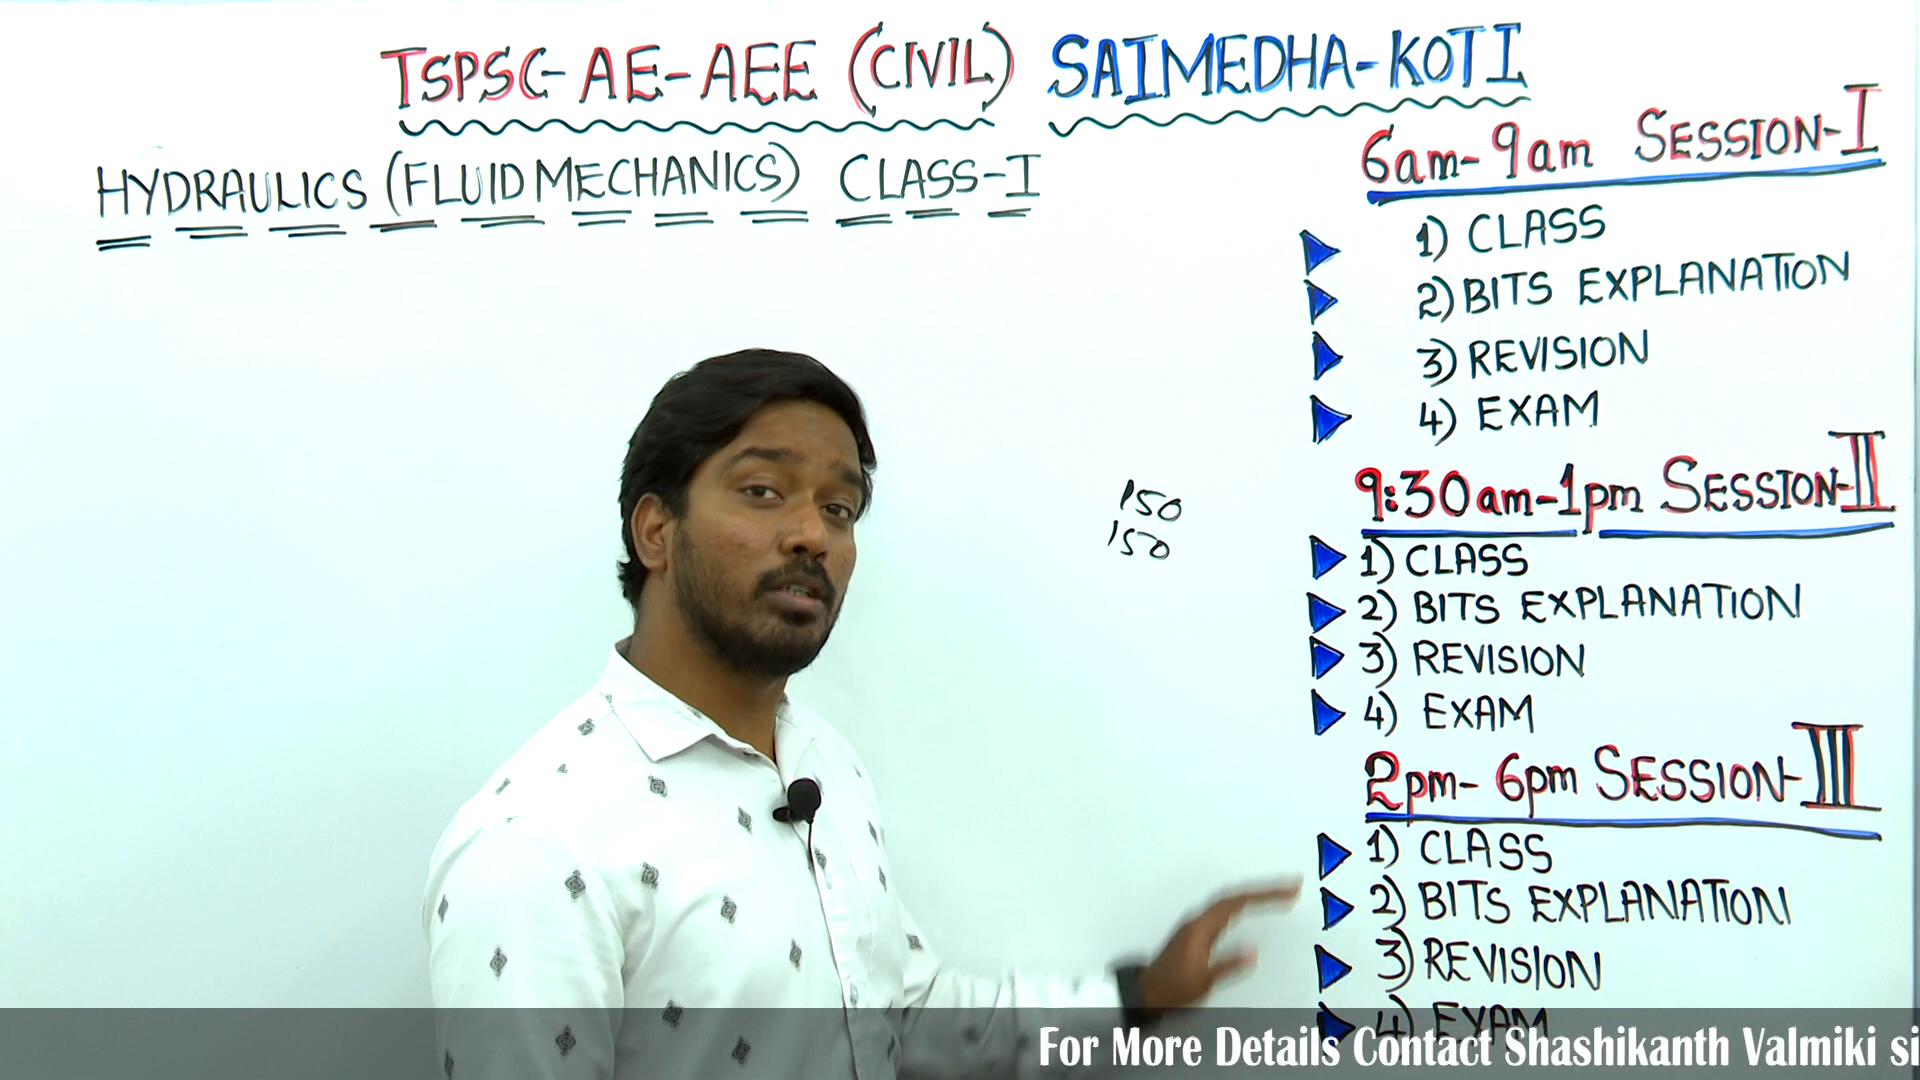 TSPSC-AE-AEE (CIVIL) SAIMEDHA-KOTI
HYDRAULICS (FLUID MECHANICS) CLASS-I
6am-9am SESSION-I
1) CLASS
2) BITS EXPLANATION
3) REVISION
4) EXAM
150
150
9:30am-1pm SESSION-II
1) CLASS
2) BITS EXPLANATION
3) REVISION
4) EXAM
2pm-6pm SESSION-III
1) CLASS
2) BITS EXPLANATION
3) REVISION
4) EXAM
For More Details Contact Shashikanth Valmiki si